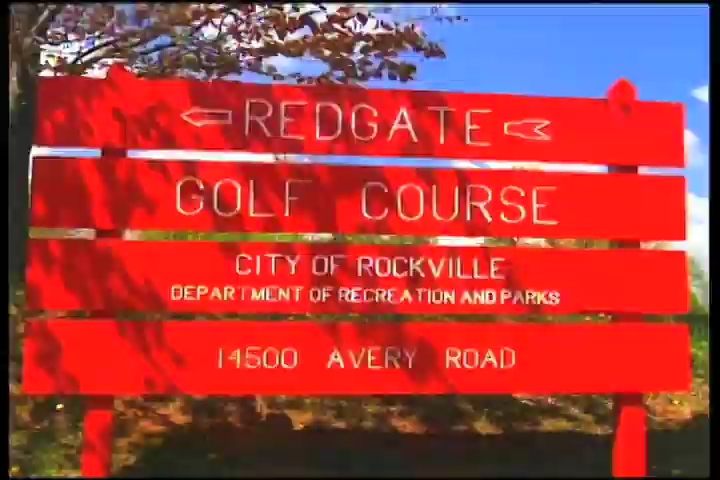 REDGATE
GOLF COURSE
CITY OF ROCKVILLE
DEPARTMENT OF RECREATION AND PARKS
14500 AVERY ROAD